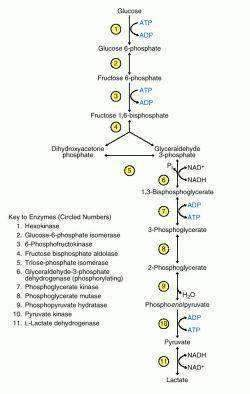 Glucose
1
ATP
ADP
Glucose 6-phosphate
2
Fructose 6-phosphate
3
ATP
ADP
Fructose 1,6-bisphosphate
4
Dihydroxyacetone
phosphate
Glyceraldehyde
3-phosphate
5
Pi
NAD+
6
NADH
1,3-Bisphosphoglycerate
7
ADP
ATP
3-Phosphoglycerate
8
2-Phosphoglycerate
9
H2O
Phosphoenolpyruvate
10
ADP
ATP
Pyruvate
11
NADH
NAD+
Lactate
Key to Enzymes (Circled Numbers)
1. Hexokinase
2. Glucose-6-phosphate isomerase
3. 6-Phosphofructokinase
4. Fructose bisphosphate aldolase
5. Triose-phosphate isomerase
6. Glyceraldehyde-3-phosphate
dehydrogenase (phosphorylating)
7. Phosphoglycerate kinase
8. Phosphoglycerate mutase
9. Phosphopyruvate hydratase
10. Pyruvate kinase
11. L-Lactate dehydrogenase